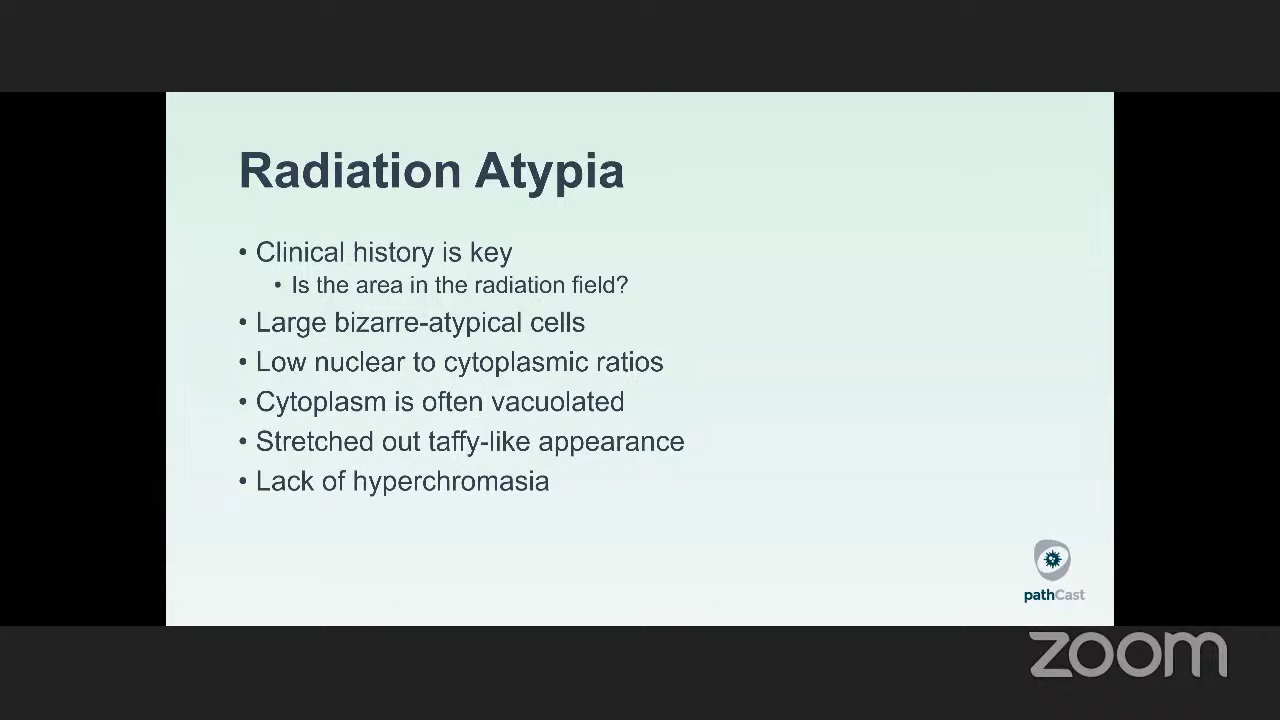 Radiation Atypia
• Clinical history is key
• Is the area in the radiation field?
• Large bizarre-atypical cells
• Low nuclear to cytoplasmic ratios
• Cytoplasm is often vacuolated
• Stretched out taffy-like appearance
• Lack of hyperchromasia
pathCast
zoom